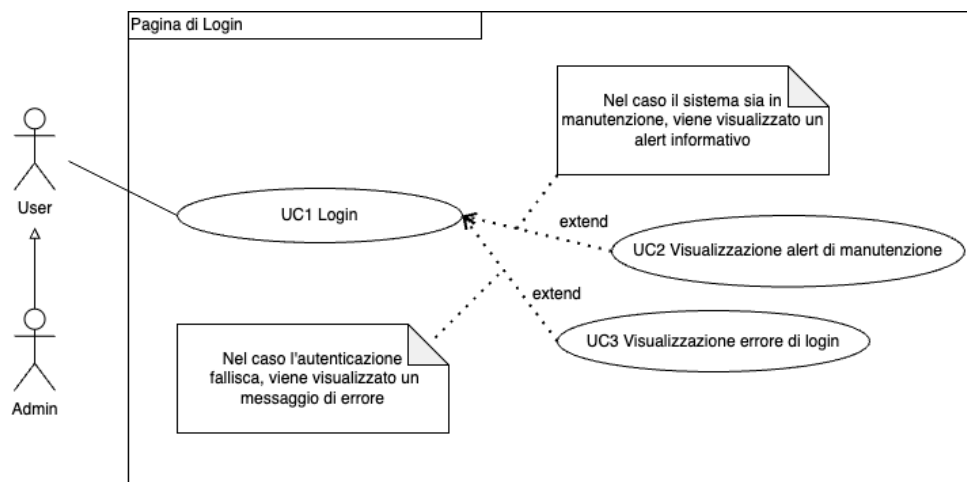 Pagina di Login
Nel caso il sistema sia in
manutenzione, viene visualizzato un
alert informativo
User
UC1 Login
extend
UC2 Visualizzazione alert di manutenzione
extend
UC3 Visualizzazione errore di login
Nel caso l'autenticazione
fallisca, viene visualizzato un
messaggio di errore
Admin